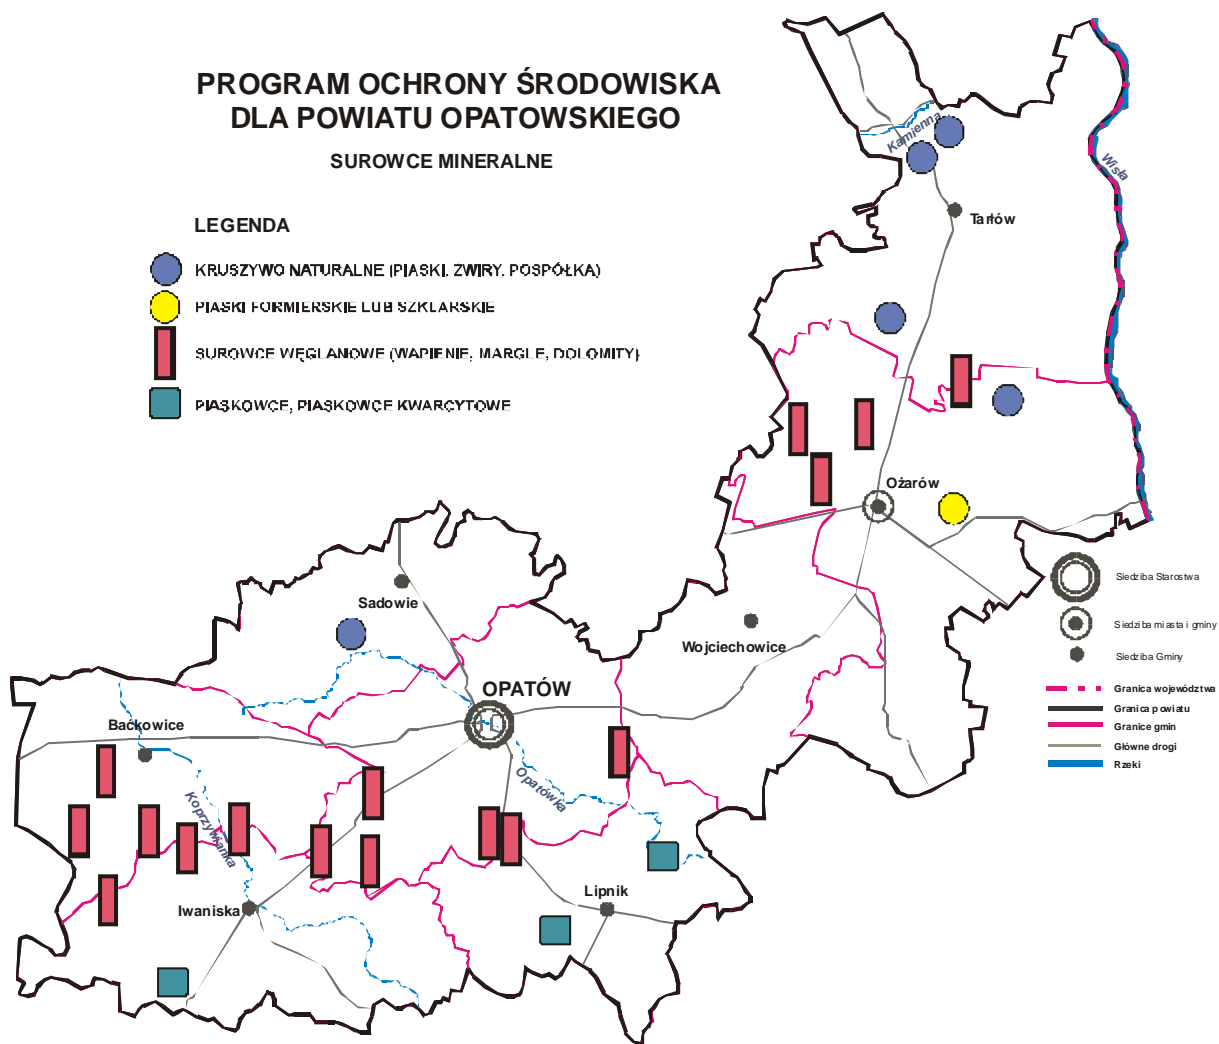 PROGRAM OCHRONY ŚRODOWISKA
DLA POWIATU OPATOWSKIEGO
SUROWCE MINERALNE
LEGENDA
KRUSZYWO NATURALNE (PIASKI, ZWIRY, POSPÓŁKA)
PIASKI FORMIERSKIE LUB SZKLARSKIE
SUROWCE WĘGLANOWE (WAPIENIE, MARGLE, DOLOMITY)
PIASKOWCE, PIASKOWCE KWARCYTOWE
Kamienna
Wisła
Tarłów
Ożarów
Sadowie
Wojciechowice
OPATÓW
Baćkowice
Opatówka
Koprzywianka
Iwaniska
Lipnik
Siedziba Starostwa
Siedziba miasta i gminy
Siedziba Gminy
Granica województwa
Granica powiatu
Granice gmin
Główne drogi
Rzeki